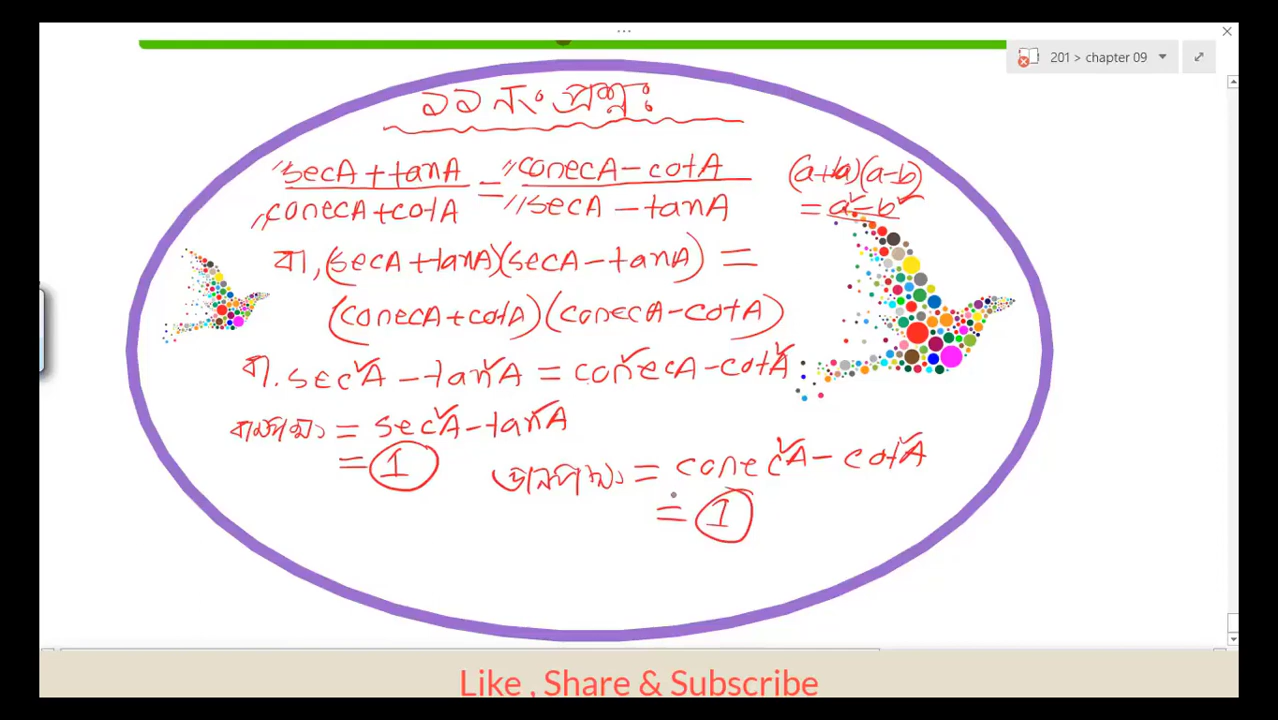 201 > chapter 09
১১ নং প্রশ্নঃ
secA + tanA / cosecA + cotA = cosecA - cotA / secA - tanA
(a+b)(a-b)
= a² - b²
বা, (secA + tanA)(secA - tanA) =
(cosecA + cotA)(cosecA - cotA)
বা. sec²A - tan²A = cosec²A - cot²A
বামপক্ষ = sec²A - tan²A
= 1
ডানপক্ষ = cosec²A - cot²A
= 1
Like , Share & Subscribe